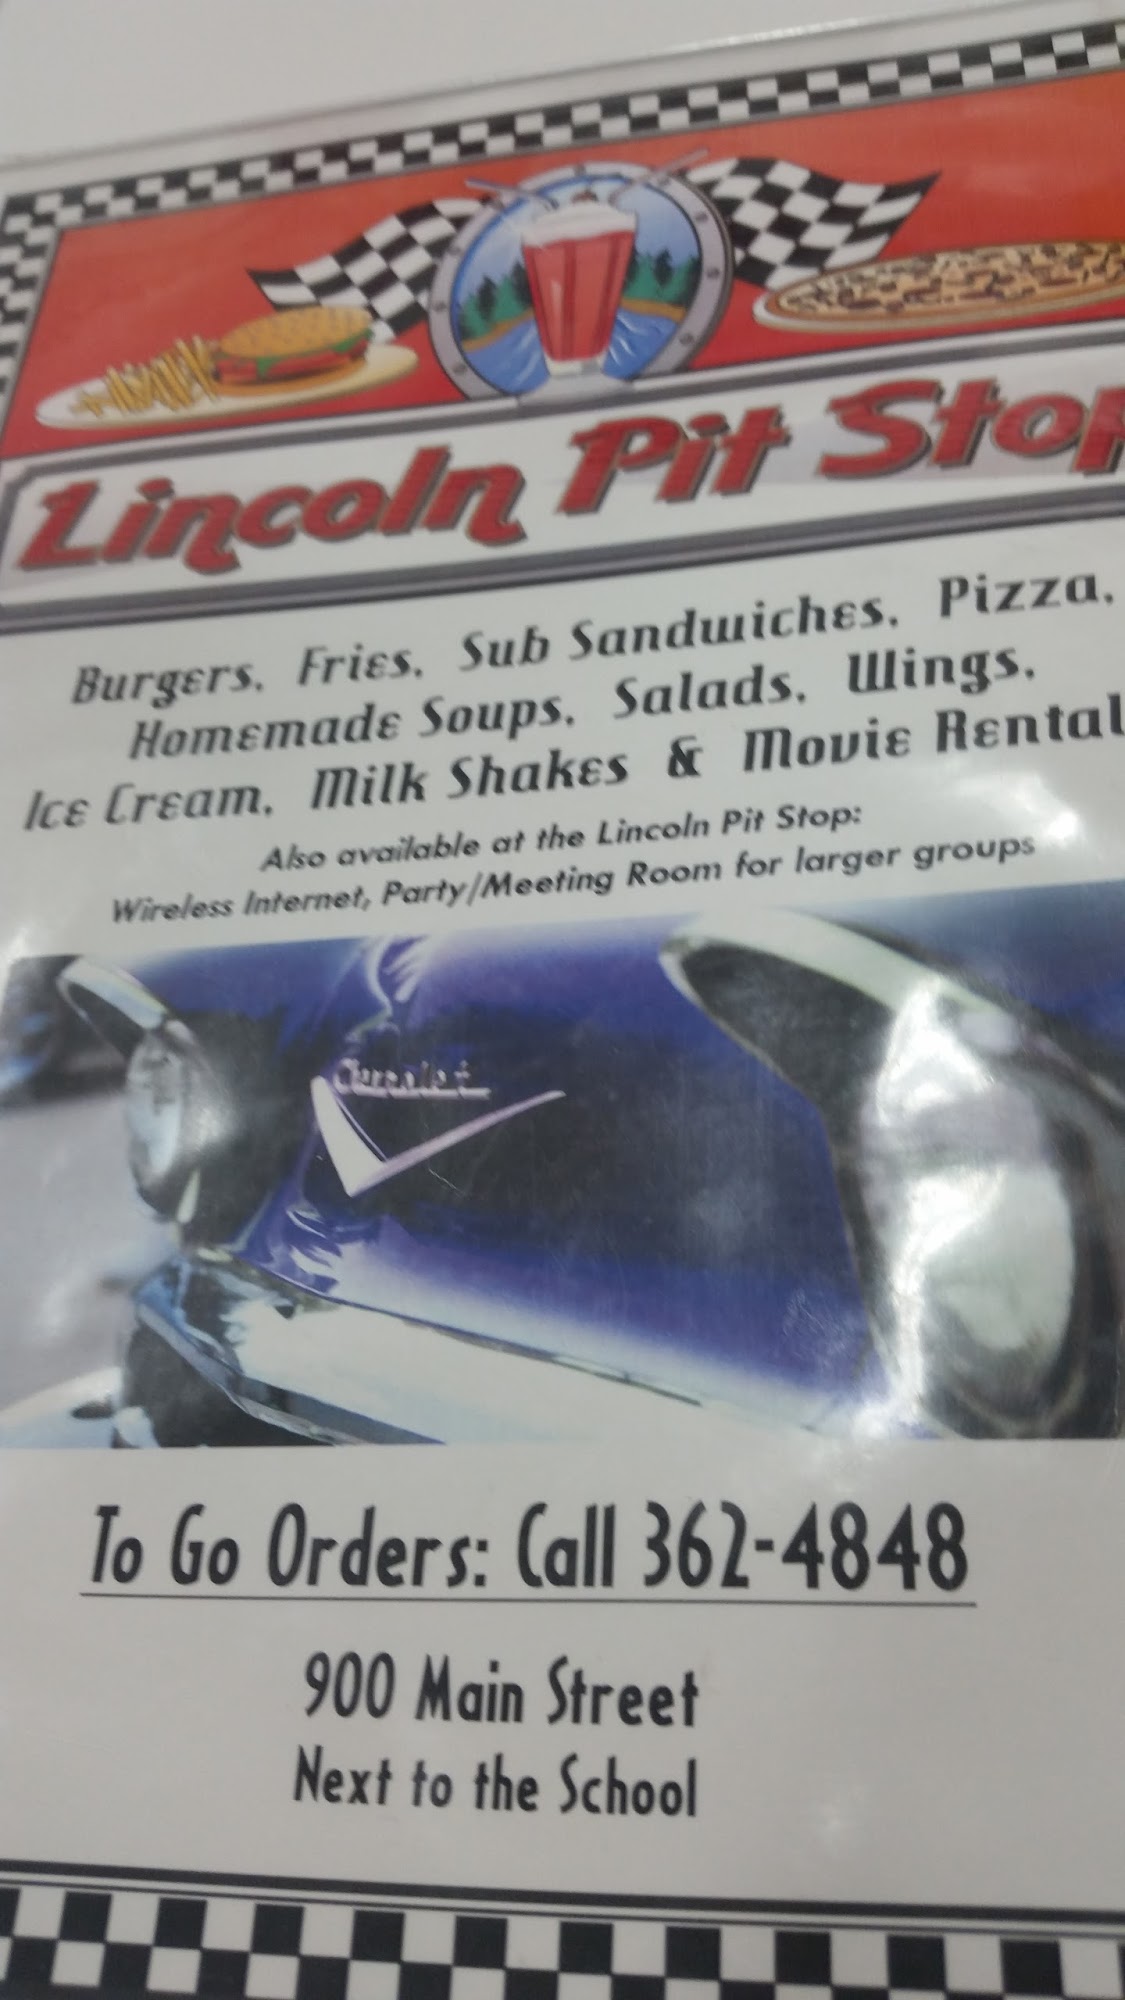 Lincoln Pit Stop
Burgers, Fries, Sub Sandwiches, Pizza,
Homemade Soups, Salads, Wings,
Ice Cream, Milk Shakes & Movie Rental
Also available at the Lincoln Pit Stop:
Wireless Internet, Party/Meeting Room for larger groups
Chevrolet
To Go Orders: Call 362-4848
900 Main Street
Next to the School